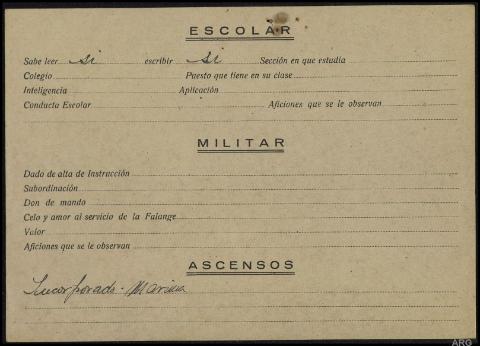 ESCOLAR
Sabe leer si escribir si Sección en que estudia
Colegio Puesto que tiene en su clase
Inteligencia Aplicación
Conducta Escolar Aficiones que se le observan
MILITAR
Dado de alta de Instrucción
Subordinación
Don de mando
Celo y amor al servicio de la Falange
Valor
Aficiones que se le observan
ASCENSOS
Incorporado - Marina
ARG